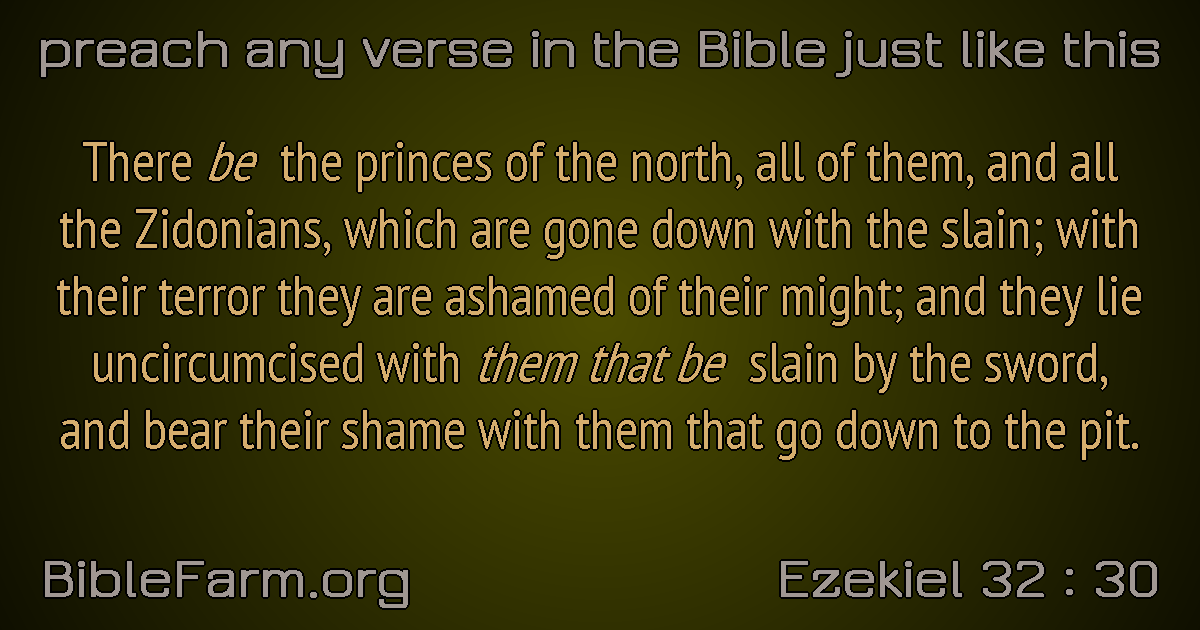 preach any verse in the Bible just like this
There be the princes of the north, all of them, and all
the Zidonians, which are gone down with the slain; with
their terror they are ashamed of their might; and they lie
uncircumcised with them that be slain by the sword,
and bear their shame with them that go down to the pit.
BibleFarm.org
Ezekiel 32 : 30